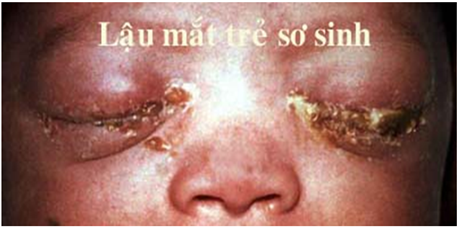 Lậu mắt trẻ sơ sinh